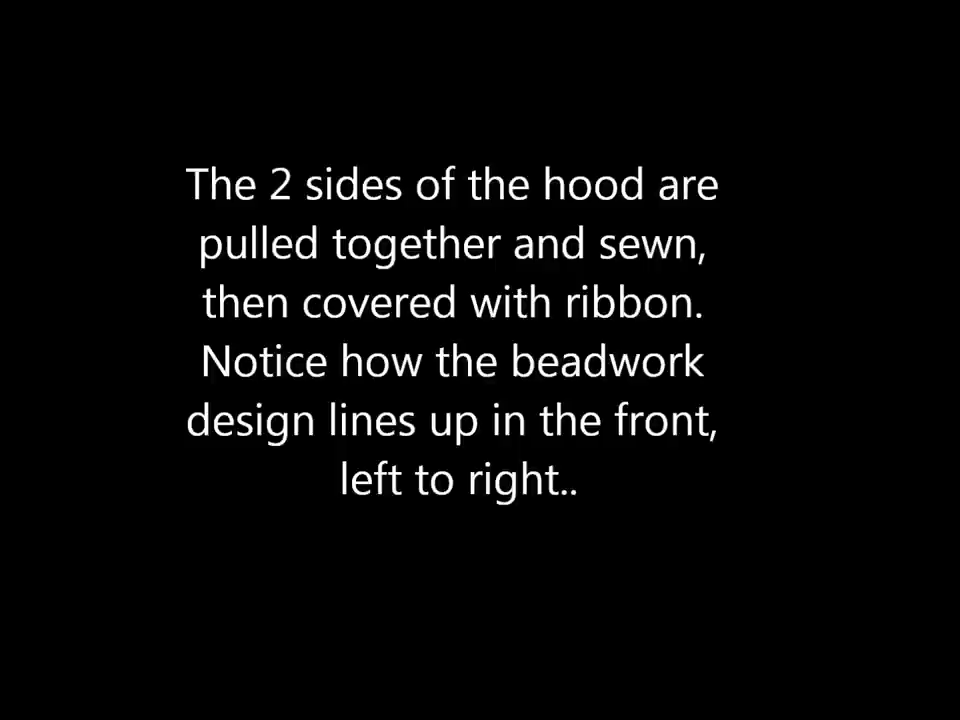 The 2 sides of the hood are
pulled together and sewn,
then covered with ribbon.
Notice how the beadwork
design lines up in the front,
left to right..